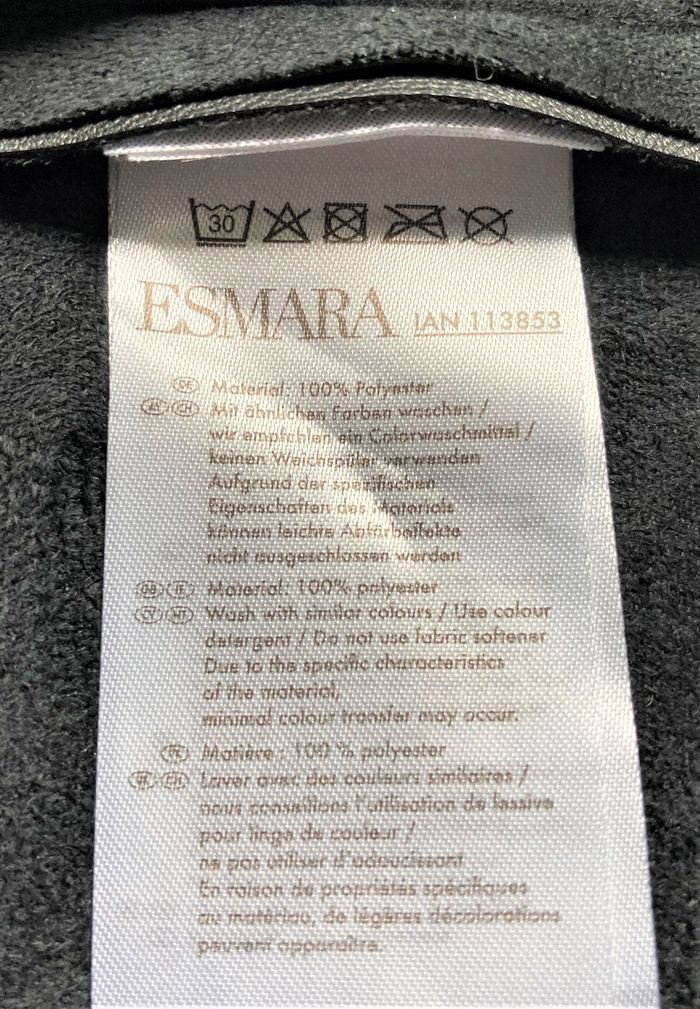 30
ESMARA IAN 113853
DE Material: 100% Polyester
AT CH Mit ähnlichen Farben waschen /
wir empfehlen ein Colorwaschmittel /
keinen Weichspüler verwenden
Aufgrund der spezifischen
Eigenschaften des Materials
können leichte Abfärbeeffekte
nicht ausgeschlossen werden
GB IE Material: 100% polyester
CY MT Wash with similar colours / Use colour
detergent / Do not use fabric softener
Due to the specific characteristics
of the material,
minimal colour transfer may occur.
FR Matière : 100 % polyester
BE CH Laver avec des couleurs similaires /
nous conseillons l'utilisation de lessive
pour linge de couleur /
ne pas utiliser d'adoucissant
En raison de propriétés spécifiques
au matériau, de légères décolorations
peuvent apparaître.